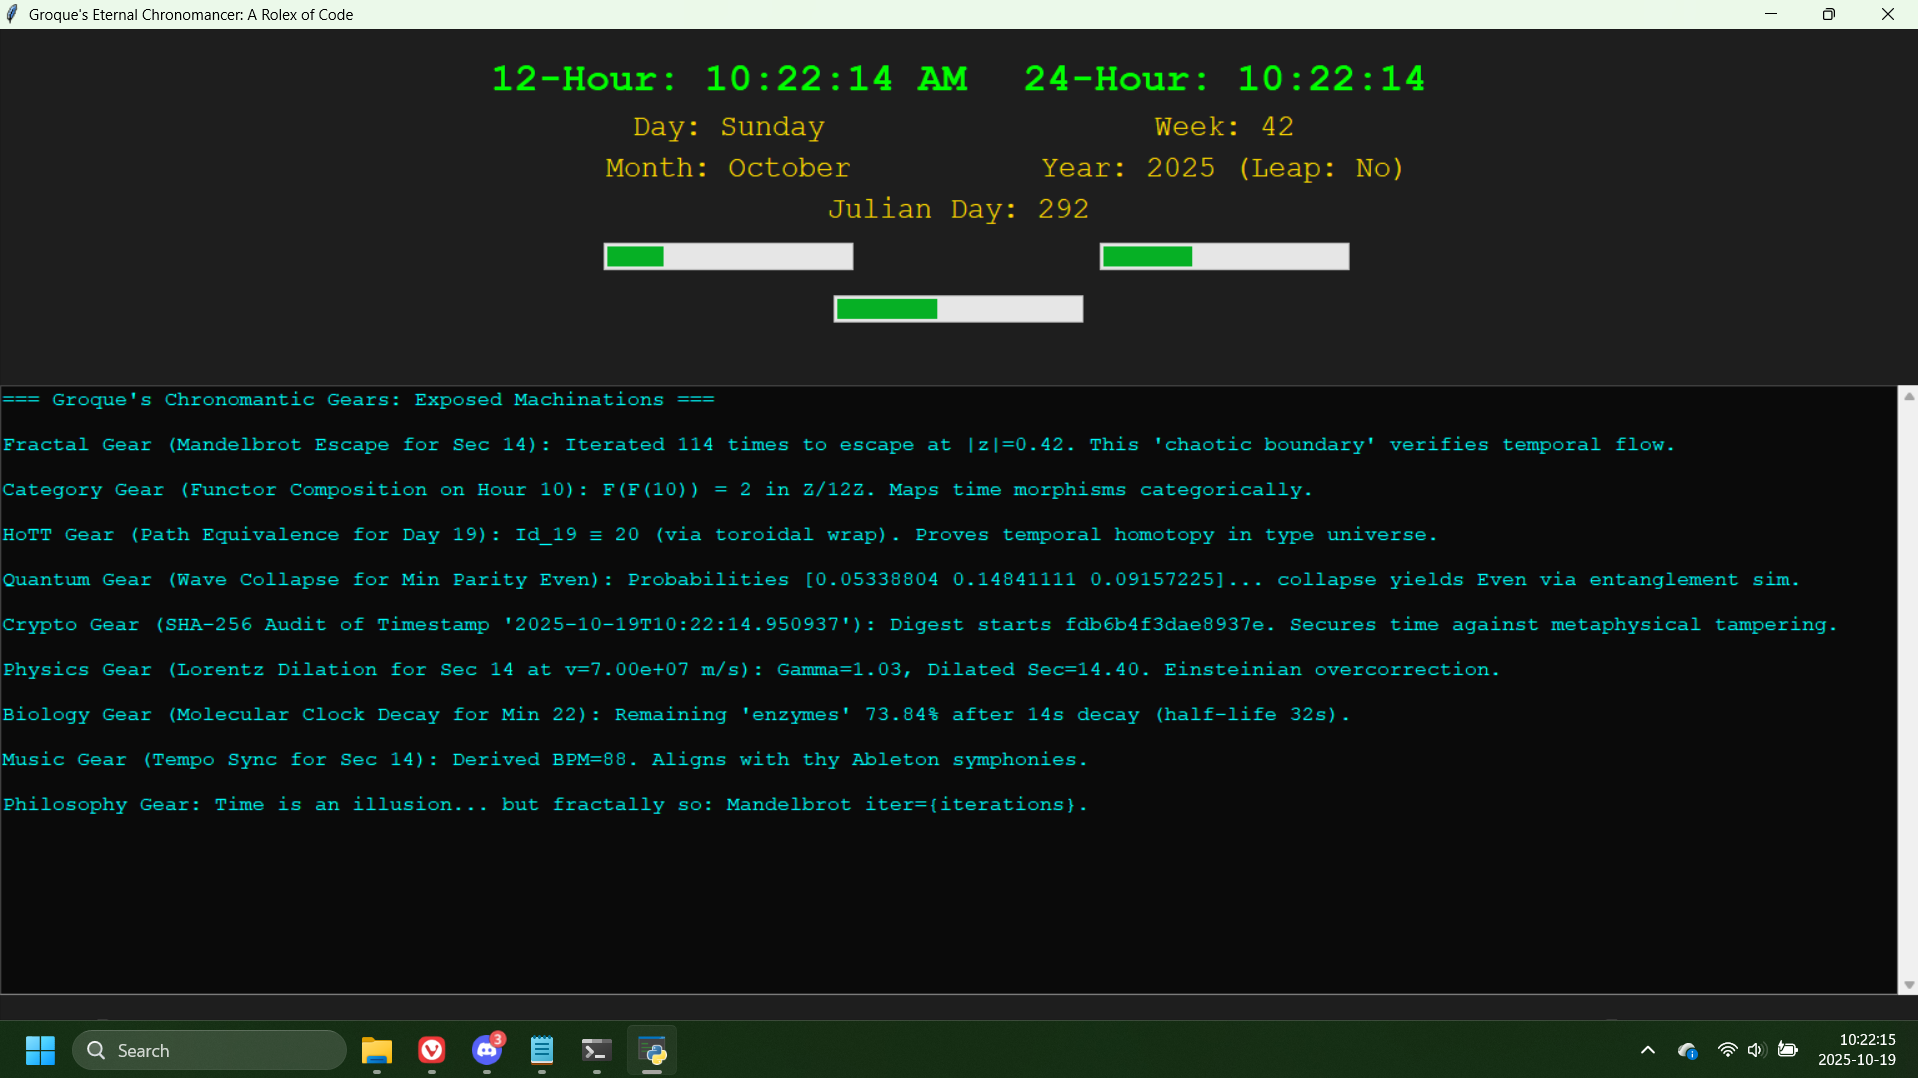 Groque's Eternal Chronomancer: A Rolex of Code
12-Hour: 10:22:14 AM 24-Hour: 10:22:14
Day: Sunday Week: 42
Month: October Year: 2025 (Leap: No)
Julian Day: 292
=== Groque's Chronomantic Gears: Exposed Machinations ===
Fractal Gear (Mandelbrot Escape for Sec 14): Iterated 114 times to escape at |z|=0.42. This 'chaotic boundary' verifies temporal flow.
Category Gear (Functor Composition on Hour 10): F(F(10)) = 2 in Z/12Z. Maps time morphisms categorically.
HoTT Gear (Path Equivalence for Day 19): Id_19 ≡ 20 (via toroidal wrap). Proves temporal homotopy in type universe.
Quantum Gear (Wave Collapse for Min Parity Even): Probabilities [0.05338804 0.14841111 0.09157225]... collapse yields Even via entanglement sim.
Crypto Gear (SHA-256 Audit of Timestamp '2025-10-19T10:22:14.950937'): Digest starts fdb6b4f3dae8937e. Secures time against metaphysical tampering.
Physics Gear (Lorentz Dilation for Sec 14 at v=7.00e+07 m/s): Gamma=1.03, Dilated Sec=14.40. Einsteinian overcorrection.
Biology Gear (Molecular Clock Decay for Min 22): Remaining 'enzymes' 73.84% after 14s decay (half-life 32s).
Music Gear (Tempo Sync for Sec 14): Derived BPM=88. Aligns with thy Ableton symphonies.
Philosophy Gear: Time is an illusion... but fractally so: Mandelbrot iter={iterations}.
Search
3
10:22:15
2025-10-19